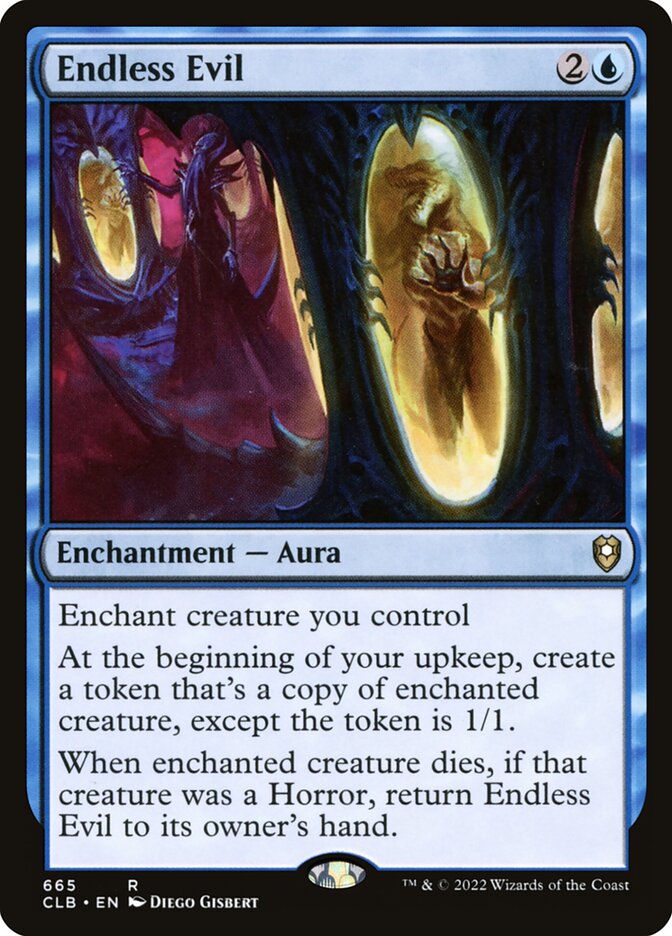 Endless Evil 2
Enchantment — Aura
Enchant creature you control
At the beginning of your upkeep, create
a token that's a copy of enchanted
creature, except the token is 1/1.
When enchanted creature dies, if that
creature was a Horror, return Endless
Evil to its owner's hand.
665 R
™ & © 2022 Wizards of the Coast
CLB • EN Diego Gisbert